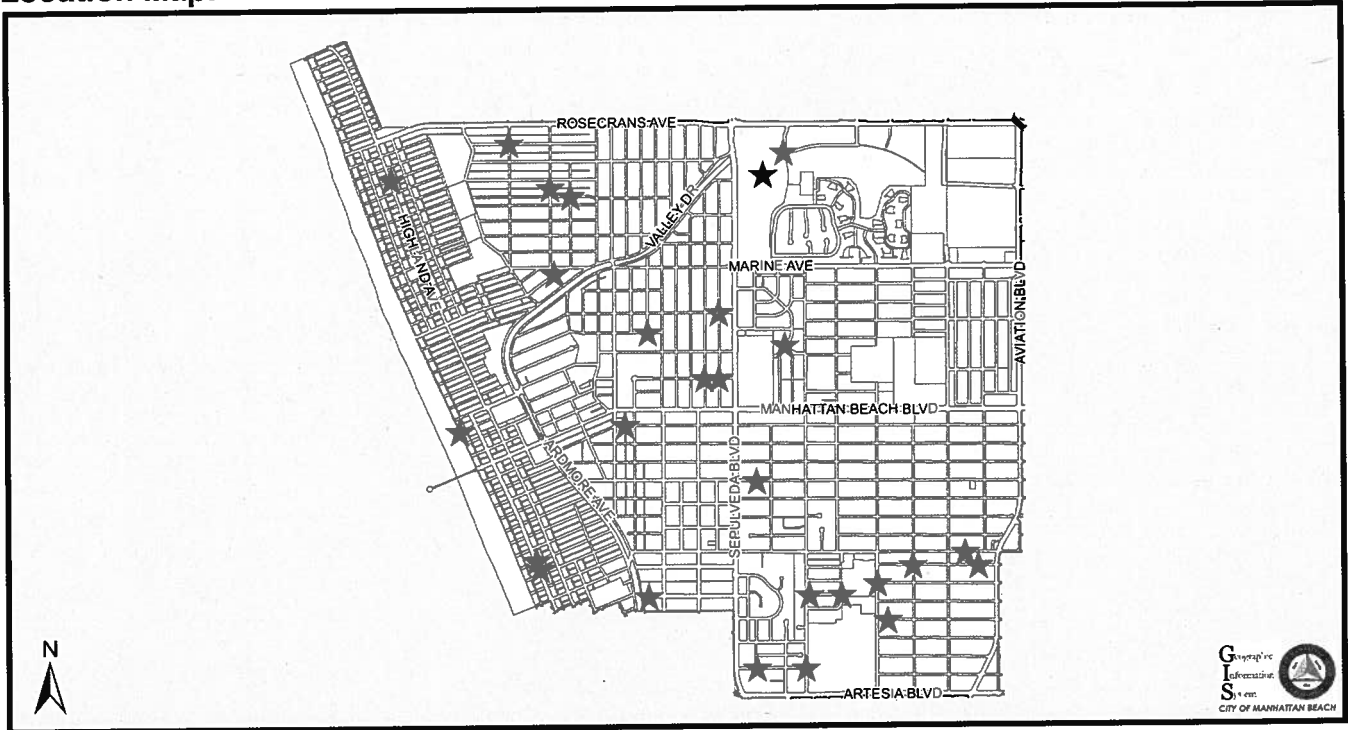 ROSECRANS AVE
HIGHLAND AV
VALLEY DR
MARINE AVE
AVIATION BLVD
MANHATTAN BEACH BLVD
ARDMORE AVE
SEPULVEDA BLVD
ARTESIA BLVD
N
Geographic
Information
System
CITY OF MANHATTAN BEACH